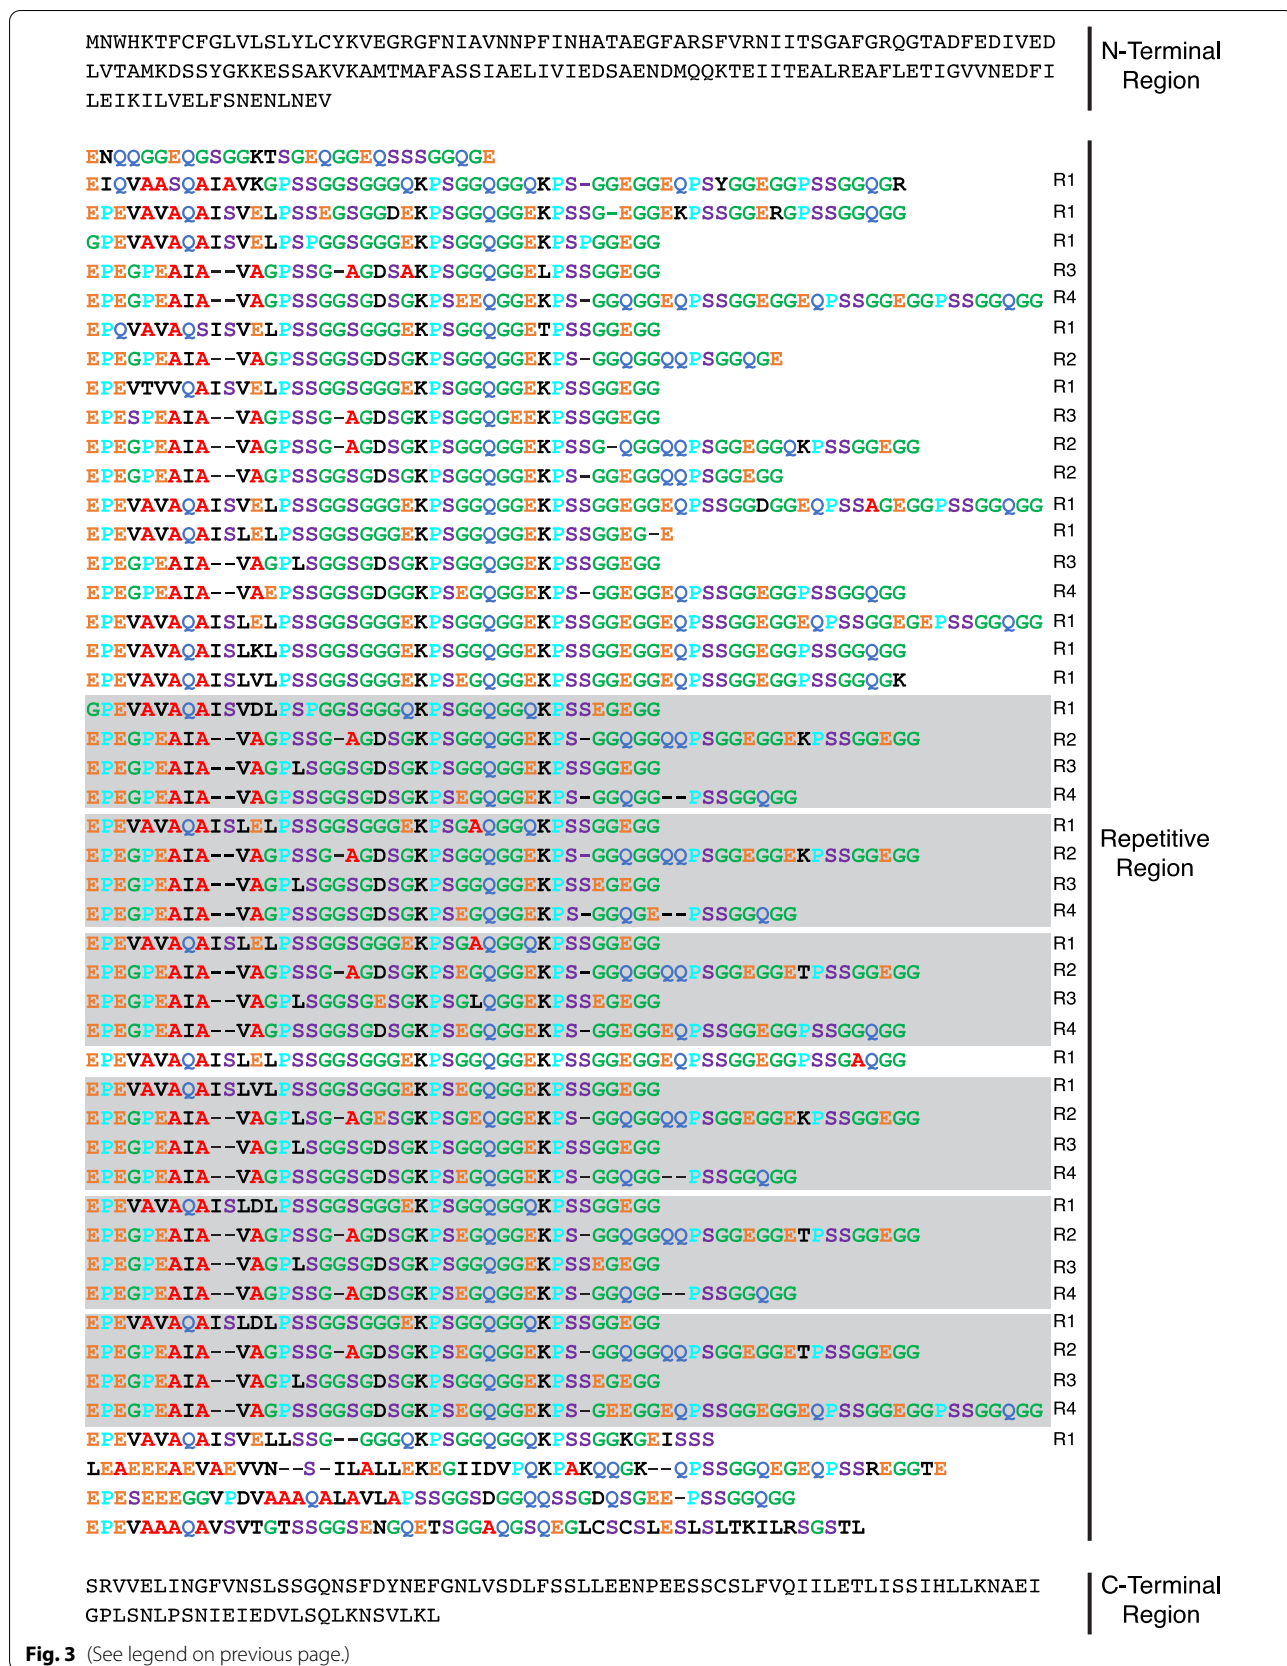 MNWHKTFCFGLVLSLYLCYKVEGRGFNIAVNNPFINHATAEGFARSFVRNIITSGAFGRQGTADFEDIVED
LVTAMKDSSYGKKESSAKVKAMTMAFASSIAELIVIEDSAENDMQQKTEIITEALREAFLETIGVVNEDFI
LEIKILVELFSNENLNEV
N-Terminal
Region
ENQQGGEQGSGGKTSGEQGGEQSSSGGQGE
EIQVAASQAIAVKGPSSGGSGGGQKPSGGQGGQKPS-GGEGGEQPSYGGEGGPSSGGQGR R1
EPEVAVAQAISVELPSSEGSGGDEKPSGGQGGEKPSSG-EGGEKPSSGGERGPSSGGQGG R1
GPEVAVAQAISVELPSPGGSGGGEKPSGGQGGEKPSPGGEGG R1
EPEGPEAIA--VAGPSSG-AGDSAKPSGGQGGELPSSGGEGG R3
EPEGPEAIA--VAGPSSGGSGDSGKPSEEQGGEKPS-GGQGGEQPSSGGEGGEQPSSGGEGGPSSGGQGG R4
EPQVAVAQSISVELPSSGGSGGGEKPSGGQGGETPSSGGEGG R1
EPEGPEAIA--VAGPSSGGSGDSGKPSGGQGGEKPS-GGQGGQQPSGGQGE R2
EPEVTVVQAISVELPSSGGSGGGEKPSGGQGGEKPSSGGEGG R1
EPESPEAIA--VAGPSSG-AGDSGKPSGGQGEEKPSSGGEGG R3
EPEGPEAIA--VAGPSSG-AGDSGKPSGGQGGEKPSSG-QGGQQPSGGEGGQKPSSGGEGG R2
EPEGPEAIA--VAGPSSGGSGDSGKPSGGQGGEKPS-GGEGGQQPSGGEGG R2
EPEVAVAQAISVELPSSGGSGGGEKPSGGQGGEKPSSGGEGGEQPSSGGDGGEQPSSAGEGGPSSGGQGG R1
EPEVAVAQAISLELPSSGGSGGGEKPSGGQGGEKPSSGGEG-E R1
EPEGPEAIA--VAGPLSGGSGDSGKPSGGQGGEKPSSGGEGG R3
EPEGPEAIA--VAEPSSGGSGDGGKPSEGQGGEKPS-GGEGGEQPSSGGEGGPSSGGQGG R4
EPEVAVAQAISLELPSSGGSGGGEKPSGGQGGEKPSSGGEGGEQPSSGGEGGEQPSSGGEGEPSSGGQGG R1
EPEVAVAQAISLKLPSSGGSGGGEKPSGGQGGEKPSSGGEGGEQPSSGGEGGPSSGGQGG R1
EPEVAVAQAISLVLPSSGGSGGGEKPSEGQGGEKPSSGGEGGEQPSSGGEGGPSSGGQGK R1
GPEVAVAQAISVDLPSPGGSGGGQKPSGGQGGQKPSSEGEGG R1
EPEGPEAIA--VAGPSSG-AGDSGKPSGGQGGEKPS-GGQGGQQPSGGEGGEKPSSGGEGG R2
EPEGPEAIA--VAGPLSGGSGDSGKPSGGQGGEKPSSGGEGG R3
EPEGPEAIA--VAGPSSGGSGDSGKPSEGQGGEKPS-GGQGG--PSSGGQGG R4
EPEVAVAQAISLELPSSGGSGGGEKPSGAQGGQKPSSGGEGG R1
EPEGPEAIA--VAGPSSG-AGDSGKPSGGQGGEKPS-GGQGGQQPSGGEGGEKPSSGGEGG R2
EPEGPEAIA--VAGPLSGGSGDSGKPSGGQGGEKPSSEGEGG R3
EPEGPEAIA--VAGPSSGGSGDSGKPSEGQGGEKPS-GGQGE--PSSGGQGG R4
Repetitive
Region
EPEVAVAQAISLELPSSGGSGGGEKPSGAQGGQKPSSGGEGG R1
EPEGPEAIA--VAGPSSG-AGDSGKPSEGQGGEKPS-GGQGGQQPSGGEGGETPSSGGEGG R2
EPEGPEAIA--VAGPLSGGSGESGKPSGLQGGEKPSSEGEGG R3
EPEGPEAIA--VAGPSSGGSGDSGKPSEGQGGEKPS-GGEGGEQPSSGGEGGPSSGGQGG R4
EPEVAVAQAISLELPSSGGSGGGEKPSGGQGGEKPSSGGEGGEQPSSGGEGGPSSGAQGG R1
EPEVAVAQAISLVLPSSGGSGGGEKPSEGQGGEKPSSGGEGG R1
EPEGPEAIA--VAGPLSG-AGESGKPSGEQGGEKPS-GGQGGQQPSGGEGGEKPSSGGEGG R2
EPEGPEAIA--VAGPLSGGSGDSGKPSGGQGGEKPSSGGEGG R3
EPEGPEAIA--VAGPSSGGSGDSGKPSEGQGGEKPS-GGQGG--PSSGGQGG R4
EPEVAVAQAISLDLPSSGGSGGGEKPSGGQGGQKPSSGGEGG R1
EPEGPEAIA--VAGPSSG-AGDSGKPSEGQGGEKPS-GGQGGQQPSGGEGGETPSSGGEGG R2
EPEGPEAIA--VAGPLSGGSGDSGKPSGGQGGEKPSSEGEGG R3
EPEGPEAIA--VAGPSSG-AGDSGKPSEGQGGEKPS-GGQGG--PSSGGQGG R4
EPEVAVAQAISLDLPSSGGSGGGEKPSGGQGGQKPSSGGEGG R1
EPEGPEAIA--VAGPSSG-AGDSGKPSEGQGGEKPS-GGQGGQQPSGGEGGETPSSGGEGG R2
EPEGPEAIA--VAGPLSGGSGDSGKPSGGQGGEKPSSEGEGG R3
EPEGPEAIA--VAGPSSGGSGDSGKPSEGQGGEKPS-GEEGGEQPSSGGEGGEQPSSGGEGGPSSGGQGG R4
EPEVAVAQAISVELLSSG--GGGQKPSGGQGGQKPSSGGKGEISSS R1
LEAEEEAEVAEVVN--S-ILALLEKEGIIDVPQKPAKQQGK--QPSSGGQEGEQPSSREGGTE
EPESEEEGGVPDVAAAQALAVLAPSSGGSDGGQQSSGDQSGEE-PSSGGQGG
EPEVAAAQAVSVTGTSSGGSENGQETSGGAQGSQEGLCSCSLESLSLTKILRSGSTL
SRVVELINGFVNSLSSGQNSFDYNEFGNLVSDLFSSLLEENPEESSCSLFVQIILETLISSIHLLKNAEI
GPLSNLPSNIEIEDVLSQLKNSVLKL
C-Terminal
Region
Fig. 3 (See legend on previous page.)